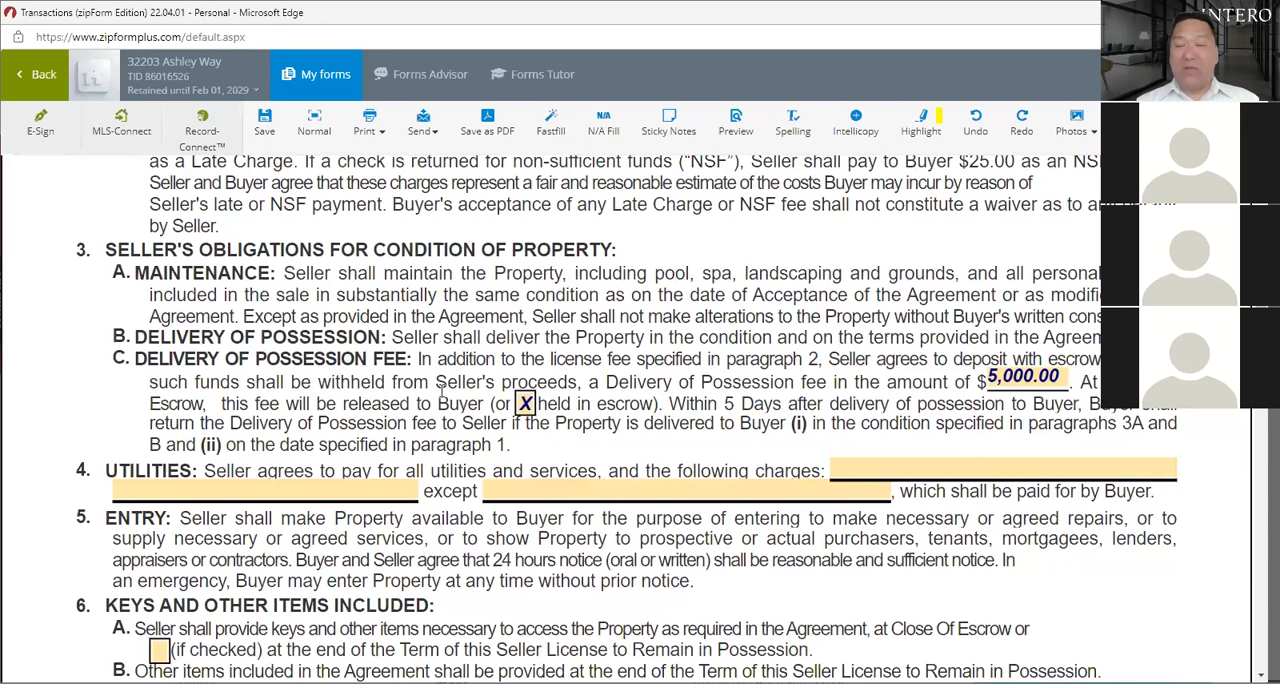 Transactions (zipForm Edition) 22.04.01 - Personal - Microsoft Edge
https://www.zipformplus.com/default.aspx
INTERO
Back
32203 Ashley Way
TID 86016526
Retained until Feb 01, 2029
My forms
Forms Advisor
Forms Tutor
E-Sign
MLS-Connect
Record-Connect™
Save
Normal
Print
Send
Save as PDF
Fastfill
N/A
N/A Fill
Sticky Notes
Preview
Spelling
Intellicopy
Highlight
Undo
Redo
Photos
as a Late Charge. If a check is returned for non-sufficient funds ("NSF"), Seller shall pay to Buyer $25.00 as an NS
Seller and Buyer agree that these charges represent a fair and reasonable estimate of the costs Buyer may incur by reason of
Seller's late or NSF payment. Buyer's acceptance of any Late Charge or NSF fee shall not constitute a waiver as to
by Seller.
3. SELLER'S OBLIGATIONS FOR CONDITION OF PROPERTY:
A. MAINTENANCE: Seller shall maintain the Property, including pool, spa, landscaping and grounds, and all personal
included in the sale in substantially the same condition as on the date of Acceptance of the Agreement or as modifi
Agreement. Except as provided in the Agreement, Seller shall not make alterations to the Property without Buyer's written cons
B. DELIVERY OF POSSESSION: Seller shall deliver the Property in the condition and on the terms provided in the Agreem
C. DELIVERY OF POSSESSION FEE: In addition to the license fee specified in paragraph 2, Seller agrees to deposit with escrow
such funds shall be withheld from Seller's proceeds, a Delivery of Possession fee in the amount of $ 5,000.00 . At
Escrow, this fee will be released to Buyer (or X held in escrow). Within 5 Days after delivery of possession to Buyer,
return the Delivery of Possession fee to Seller if the Property is delivered to Buyer (i) in the condition specified in paragraphs 3A and
B and (ii) on the date specified in paragraph 1.
4. UTILITIES: Seller agrees to pay for all utilities and services, and the following charges:
except , which shall be paid for by Buyer.
5. ENTRY: Seller shall make Property available to Buyer for the purpose of entering to make necessary or agreed repairs, or to
supply necessary or agreed services, or to show Property to prospective or actual purchasers, tenants, mortgagees, lenders,
appraisers or contractors. Buyer and Seller agree that 24 hours notice (oral or written) shall be reasonable and sufficient notice. In
an emergency, Buyer may enter Property at any time without prior notice.
6. KEYS AND OTHER ITEMS INCLUDED:
A. Seller shall provide keys and other items necessary to access the Property as required in the Agreement, at Close Of Escrow or
(if checked) at the end of the Term of this Seller License to Remain in Possession.
B. Other items included in the Agreement shall be provided at the end of the Term of this Seller License to Remain in Possession.